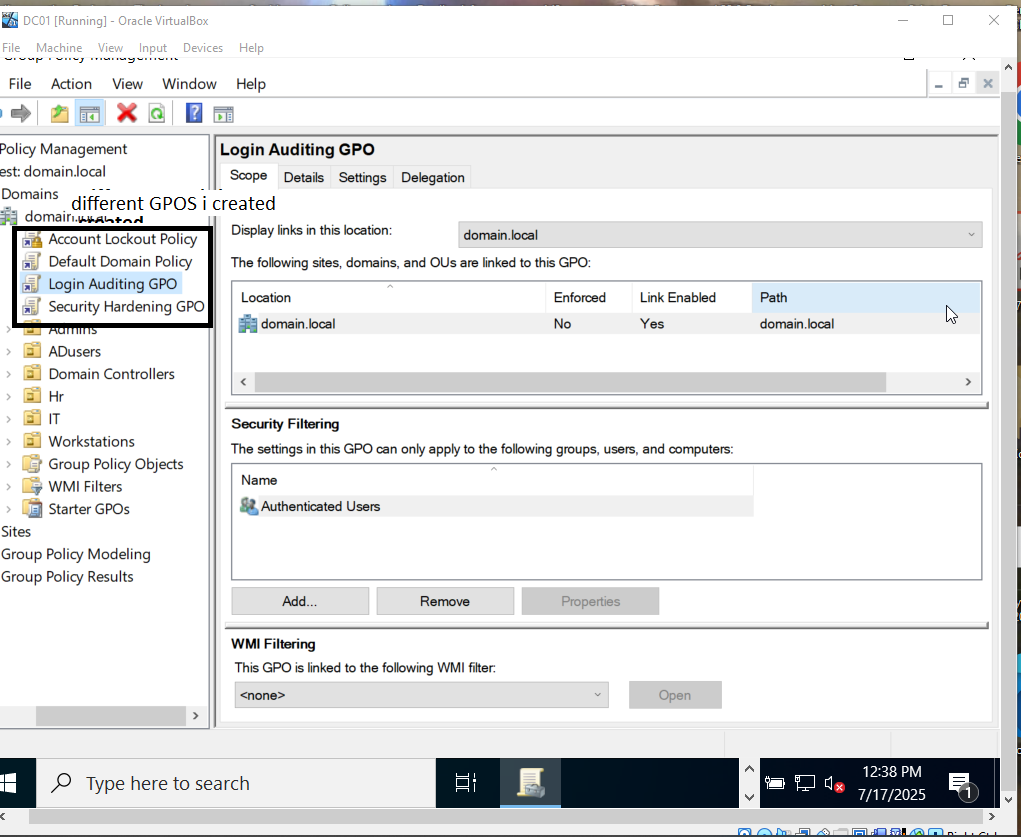 DC01 [Running] - Oracle VirtualBox
File Machine View Input Devices Help
Group Policy Management
File Action View Window Help
Policy Management
est: domain.local
Domains
different GPOS i created
created
domain.local
Account Lockout Policy
Default Domain Policy
Login Auditing GPO
Security Hardening GPO
Admins
ADusers
Domain Controllers
Hr
IT
Workstations
Group Policy Objects
WMI Filters
Starter GPOs
Sites
Group Policy Modeling
Group Policy Results
Login Auditing GPO
Scope Details Settings Delegation
Display links in this location: domain.local
The following sites, domains, and OUs are linked to this GPO:
Location Enforced Link Enabled Path
domain.local No Yes domain.local
Security Filtering
The settings in this GPO can only apply to the following groups, users, and computers:
Name
Authenticated Users
Add... Remove Properties
WMI Filtering
This GPO is linked to the following WMI filter:
<none> Open
Type here to search
12:38 PM
7/17/2025
1
Right Ctrl